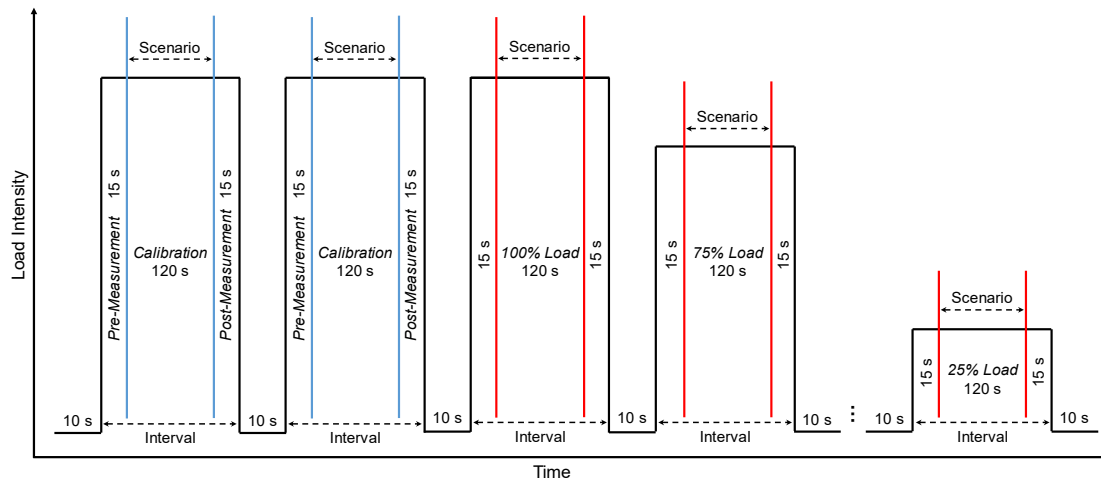 Load Intensity
Scenario
Pre-Measurement 15 s
Calibration
120 s
Post-Measurement 15 s
Scenario
Pre-Measurement 15 s
Calibration
120 s
Post-Measurement 15 s
Scenario
15 s
100% Load
120 s
15 s
Scenario
15 s
75% Load
120 s
15 s
Scenario
15 s
25% Load
120 s
15 s
10 s
Interval
10 s
Interval
10 s
Interval
10 s
Interval
10 s
...
10 s
Interval
10 s
Time